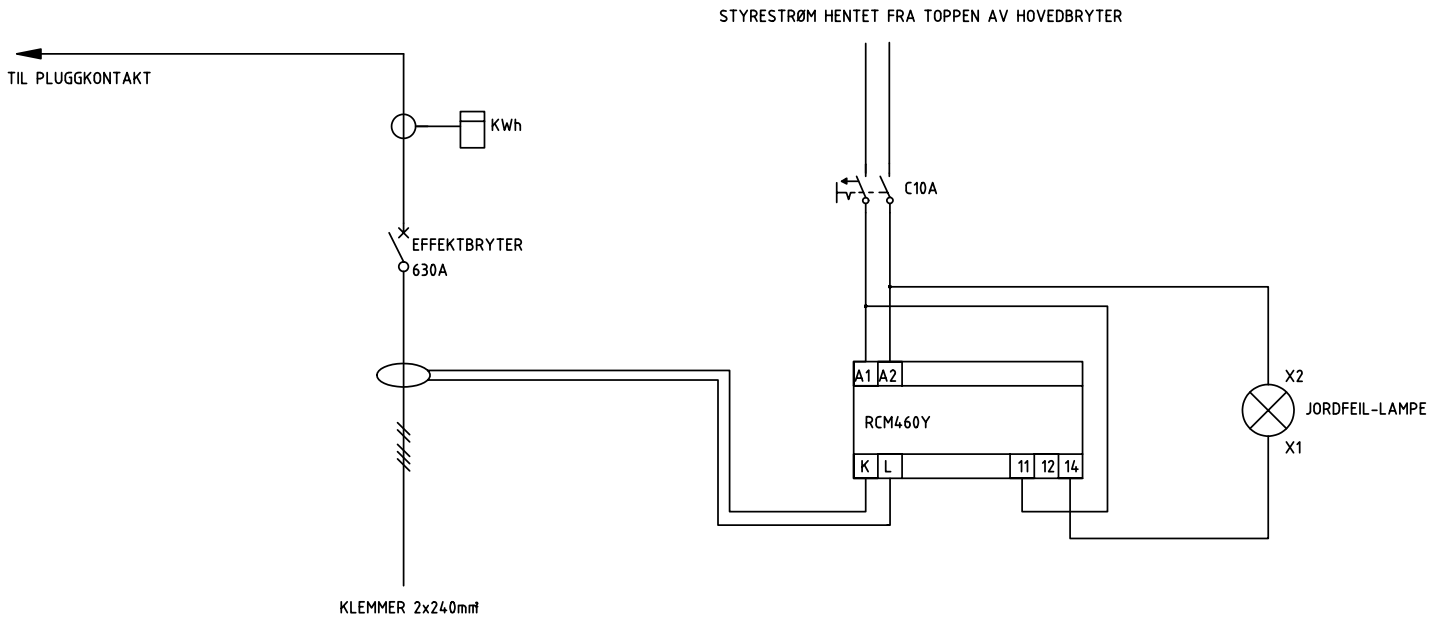 STYRESTRØM HENTET FRA TOPPEN AV HOVEDBRYTER
TIL PLUGGKONTAKT
KWh
C10A
EFFEKTBRYTER
630A
A1 A2
X2
JORDFEIL-LAMPE
RCM460Y
X1
K L 11 12 14
KLEMMER 2x240mm²